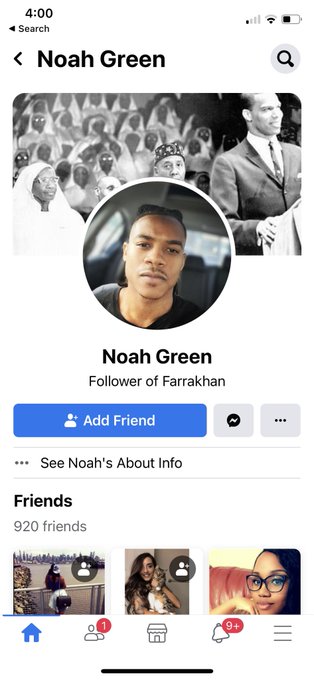 4:00
◀ Search
Noah Green
Noah Green
Follower of Farrakhan
Add Friend
See Noah's About Info
Friends
920 friends
1
9+